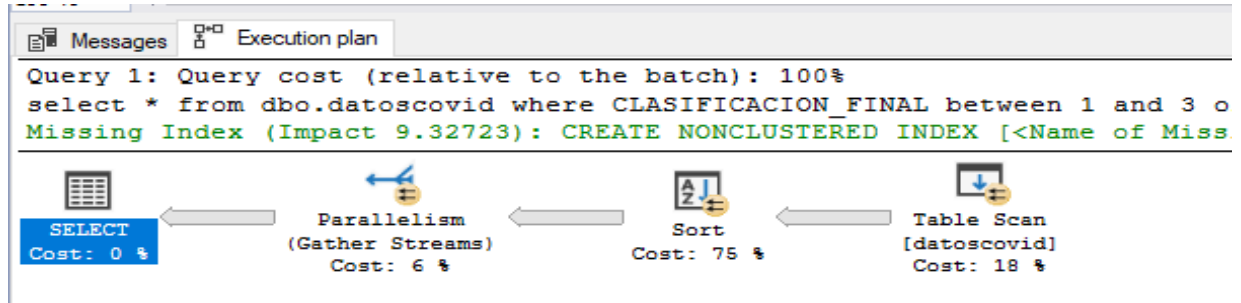 Messages Execution plan
Query 1: Query cost (relative to the batch): 100%
select * from dbo.datoscovid where CLASIFICACION_FINAL between 1 and 3 o
Missing Index (Impact 9.32723): CREATE NONCLUSTERED INDEX [<Name of Miss
SELECT
Cost: 0 %
Parallelism
(Gather Streams)
Cost: 6 %
Sort
Cost: 75 %
Table Scan
[datoscovid]
Cost: 18 %